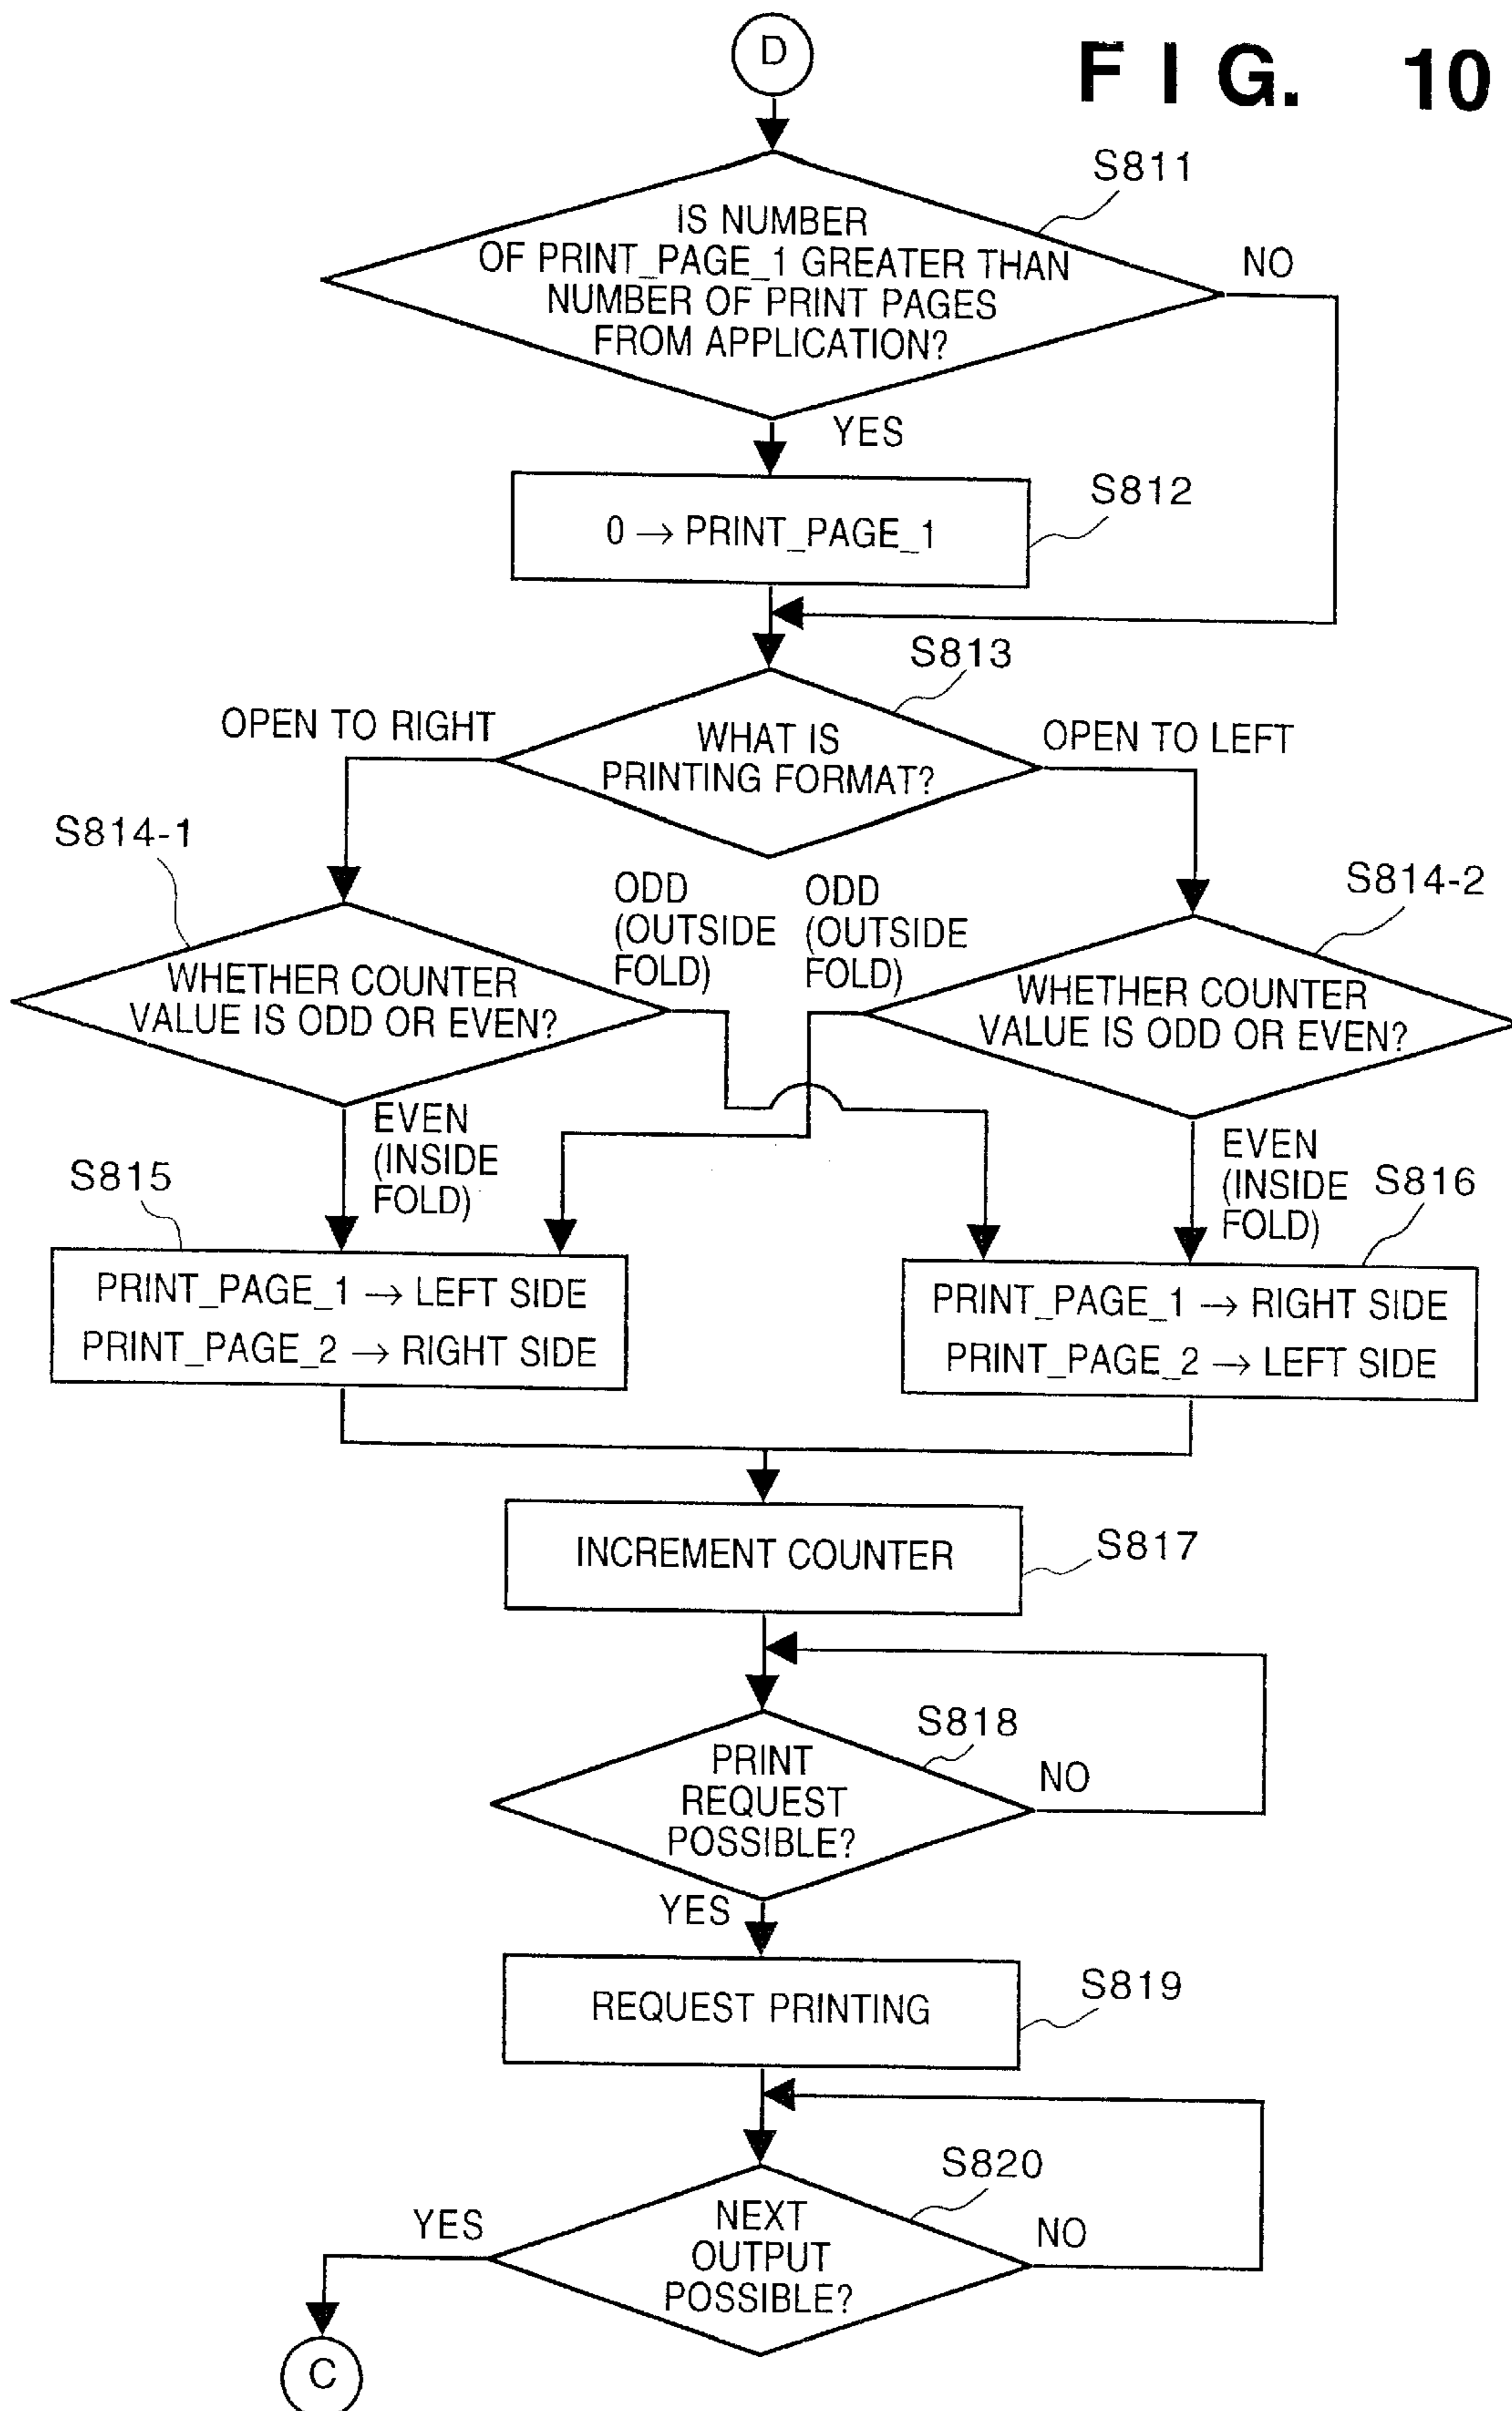 D
FIG. 10
S811
IS NUMBER
OF PRINT_PAGE_1 GREATER THAN
NUMBER OF PRINT PAGES
FROM APPLICATION?
NO
YES
S812
0 → PRINT_PAGE_1
S813
OPEN TO RIGHT
WHAT IS
PRINTING FORMAT?
OPEN TO LEFT
S814-1
WHETHER COUNTER
VALUE IS ODD OR EVEN?
ODD
(OUTSIDE
FOLD)
ODD
(OUTSIDE
FOLD)
S814-2
WHETHER COUNTER
VALUE IS ODD OR EVEN?
EVEN
(INSIDE
FOLD)
EVEN
(INSIDE
FOLD)
S815
PRINT_PAGE_1 → LEFT SIDE
PRINT_PAGE_2 → RIGHT SIDE
S816
PRINT_PAGE_1 → RIGHT SIDE
PRINT_PAGE_2 → LEFT SIDE
INCREMENT COUNTER
S817
S818
PRINT
REQUEST
POSSIBLE?
NO
YES
REQUEST PRINTING
S819
S820
YES
NEXT
OUTPUT
POSSIBLE?
NO
C